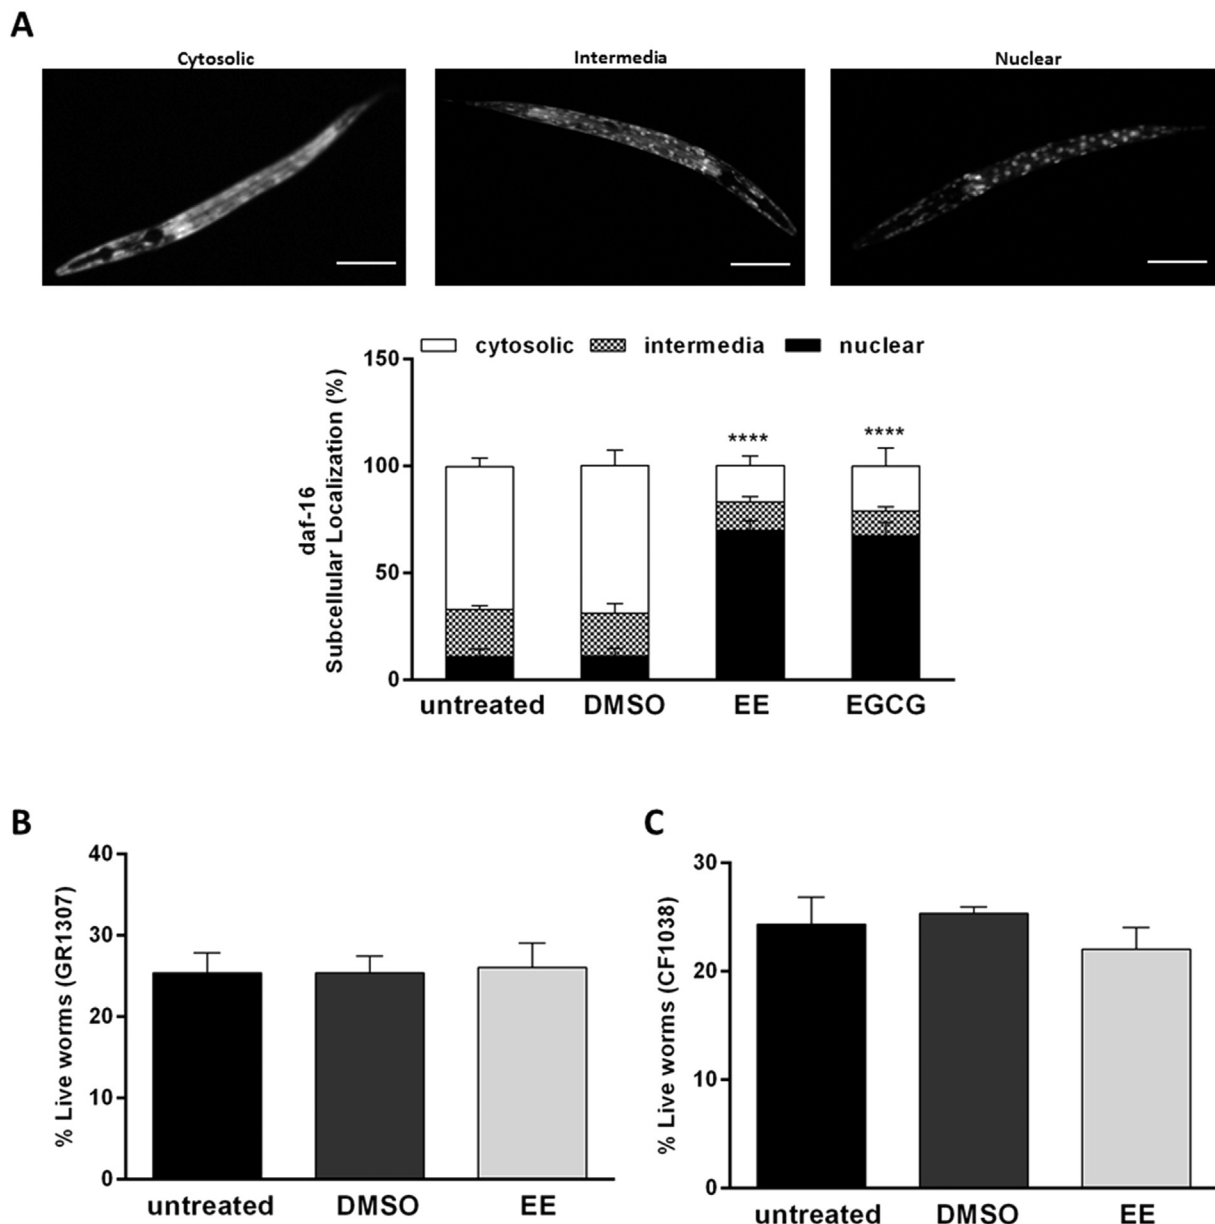 A
Cytosolic
Intermedia
Nuclear
cytosolic intermedia nuclear
daf-16
Subcellular Localization (%)
150
100
50
0
****
****
untreated DMSO EE EGCG
B
% Live worms (GR1307)
40
30
20
10
0
untreated DMSO EE
C
% Live worms (CF1038)
30
20
10
0
untreated DMSO EE